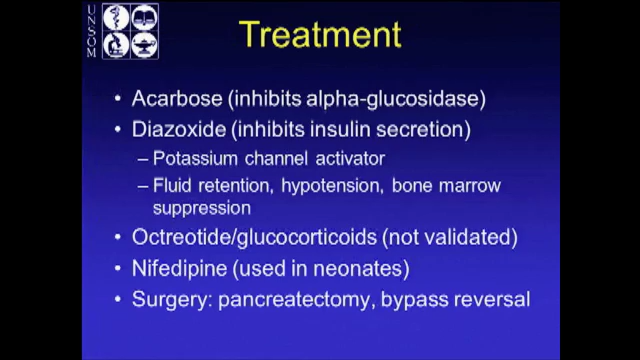 UNSOM
Treatment
• Acarbose (inhibits alpha-glucosidase)
• Diazoxide (inhibits insulin secretion)
– Potassium channel activator
– Fluid retention, hypotension, bone marrow
suppression
• Octreotide/glucocorticoids (not validated)
• Nifedipine (used in neonates)
• Surgery: pancreatectomy, bypass reversal